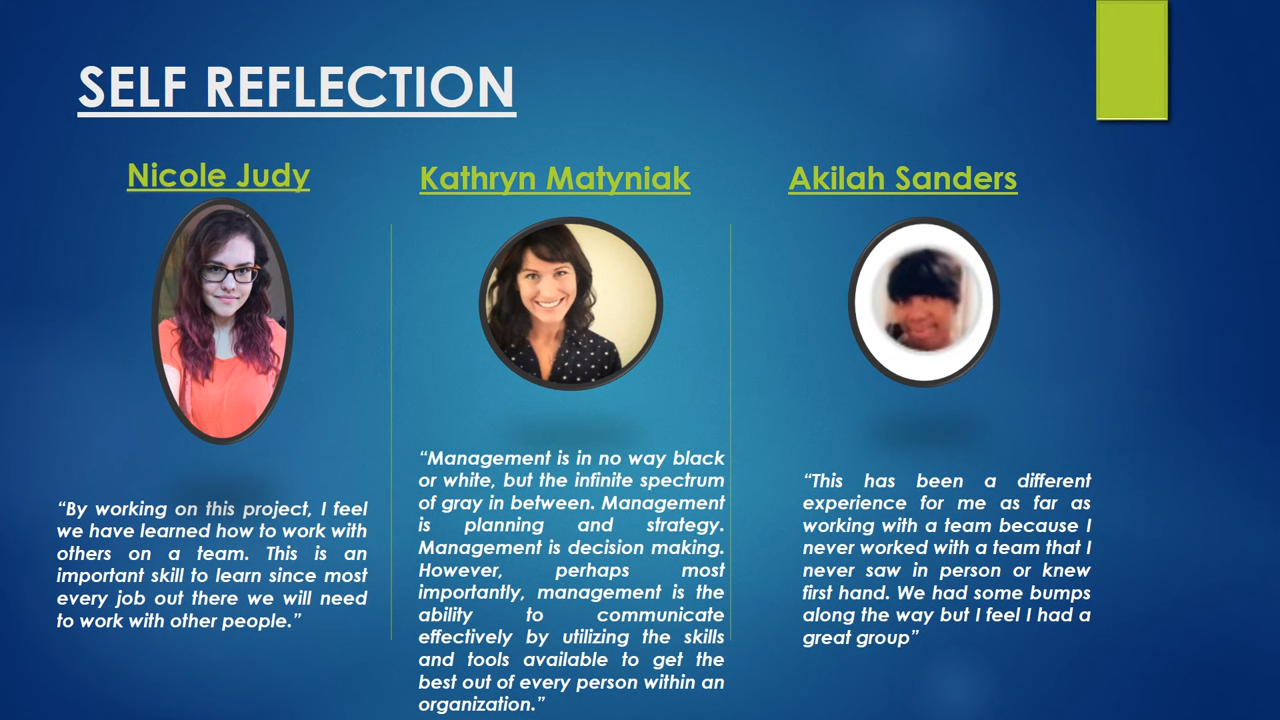 SELF REFLECTION
Nicole Judy
“By working on this project, I feel
we have learned how to work with
others on a team. This is an
important skill to learn since most
every job out there we will need
to work with other people.”
Kathryn Matyniak
“Management is in no way black
or white, but the infinite spectrum
of gray in between. Management
is planning and strategy.
Management is decision making.
However, perhaps most
importantly, management is the
ability to communicate
effectively by utilizing the skills
and tools available to get the
best out of every person within an
organization.”
Akilah Sanders
“This has been a different
experience for me as far as
working with a team because I
never worked with a team that I
never saw in person or knew
first hand. We had some bumps
along the way but I feel I had a
great group”